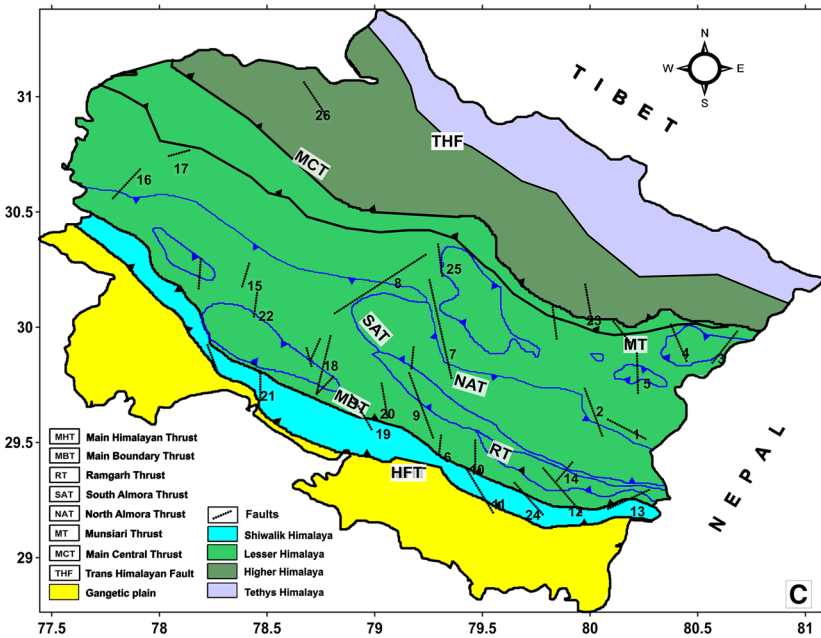 N
W E
S
TIBET
31
26
THF
MCT
17
16
30.5
25
8
15
22
23
SAT
30
MT
4
3
7
18
NAT
5
MBT
21
2
20
9
1
19
29.5
6
RT
HFT
10
14
11
24
12
13
NEPAL
29
MHT Main Himalayan Thrust
MBT Main Boundary Thrust
RT Ramgarh Thrust
SAT South Almora Thrust
NAT North Almora Thrust
MT Munsiari Thrust
MCT Main Central Thrust
THF Trans Himalayan Fault
Gangetic plain
Faults
Shiwalik Himalaya
Lesser Himalaya
Higher Himalaya
Tethys Himalaya
C
77.5 78 78.5 79 79.5 80 80.5 81